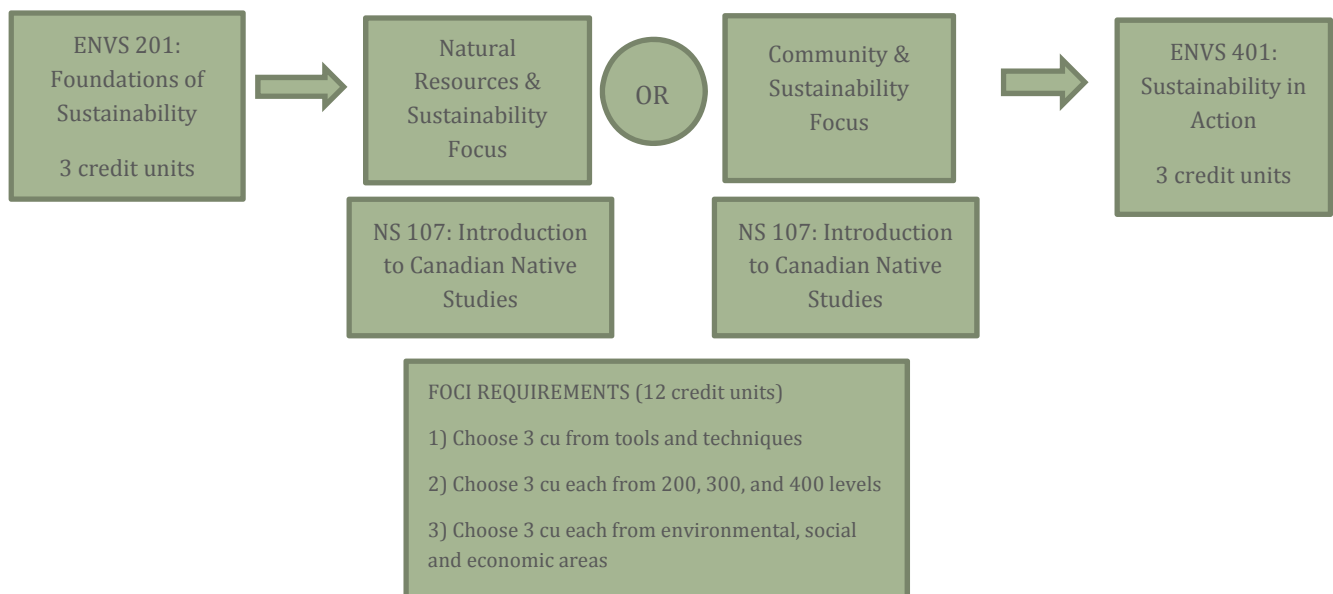 ENVS 201:
Foundations of
Sustainability
3 credit units
Natural
Resources &
Sustainability
Focus
OR
Community &
Sustainability
Focus
ENVS 401:
Sustainability in
Action
3 credit units
NS 107: Introduction
to Canadian Native
Studies
NS 107: Introduction
to Canadian Native
Studies
FOCI REQUIREMENTS (12 credit units)
1) Choose 3 cu from tools and techniques
2) Choose 3 cu each from 200, 300, and 400 levels
3) Choose 3 cu each from environmental, social
and economic areas